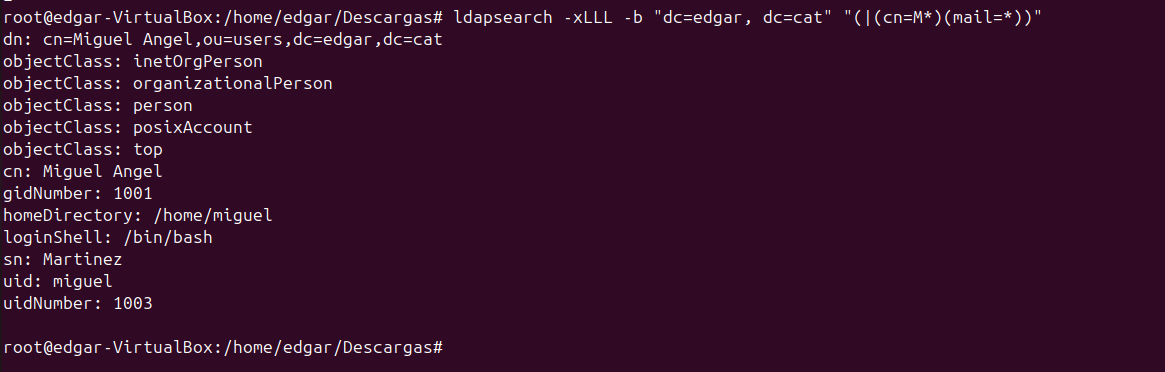 root@edgar-VirtualBox:/home/edgar/Descargas# ldapsearch -xLLL -b "dc=edgar, dc=cat" "(|(cn=M*)(mail=*))"
dn: cn=Miguel Angel,ou=users,dc=edgar,dc=cat
objectClass: inetOrgPerson
objectClass: organizationalPerson
objectClass: person
objectClass: posixAccount
objectClass: top
cn: Miguel Angel
gidNumber: 1001
homeDirectory: /home/miguel
loginShell: /bin/bash
sn: Martinez
uid: miguel
uidNumber: 1003
root@edgar-VirtualBox:/home/edgar/Descargas#